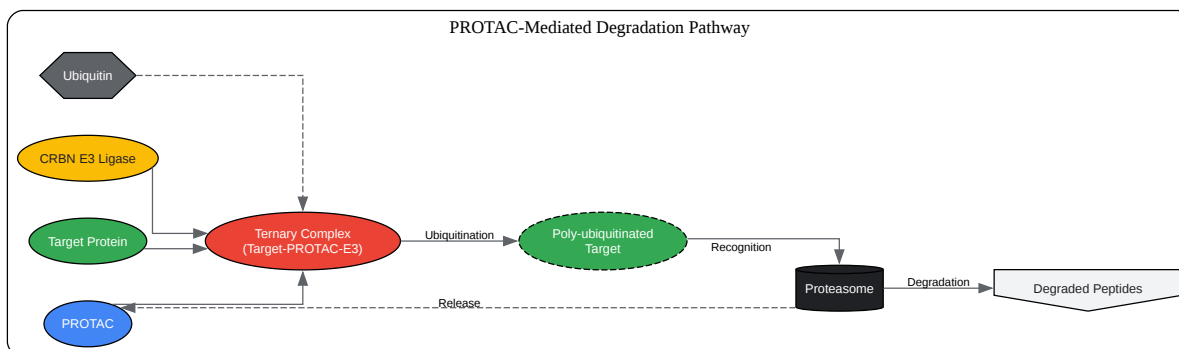 PROTAC-Mediated Degradation Pathway
Ubiquitin
CRBN E3 Ligase
Target Protein
PROTAC
Ternary Complex
(Target-PROTAC-E3)
Ubiquitination
Poly-ubiquitinated
Target
Recognition
Proteasome
Release
Degradation
Degraded Peptides